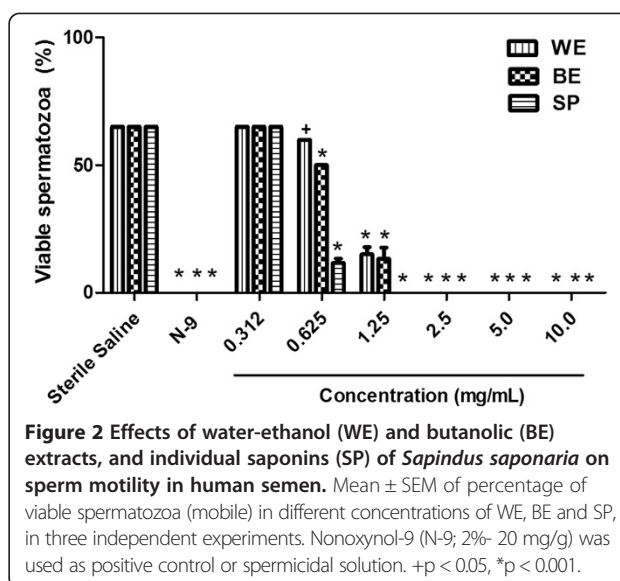 100
50
0
Viable spermatozoa (%)
WE
BE
SP
+
*
*
* *
* * *
*
* * *
* * *
* * *
Sterile Saline
N-9
0.312
0.625
1.25
2.5
5.0
10.0
Concentration (mg/mL)
Figure 2 Effects of water-ethanol (WE) and butanolic (BE)
extracts, and individual saponins (SP) of Sapindus saponaria on
sperm motility in human semen. Mean ± SEM of percentage of
viable spermatozoa (mobile) in different concentrations of WE, BE and SP,
in three independent experiments. Nonoxynol-9 (N-9; 2%- 20 mg/g) was
used as positive control or spermicidal solution. +p < 0.05, *p < 0.001.